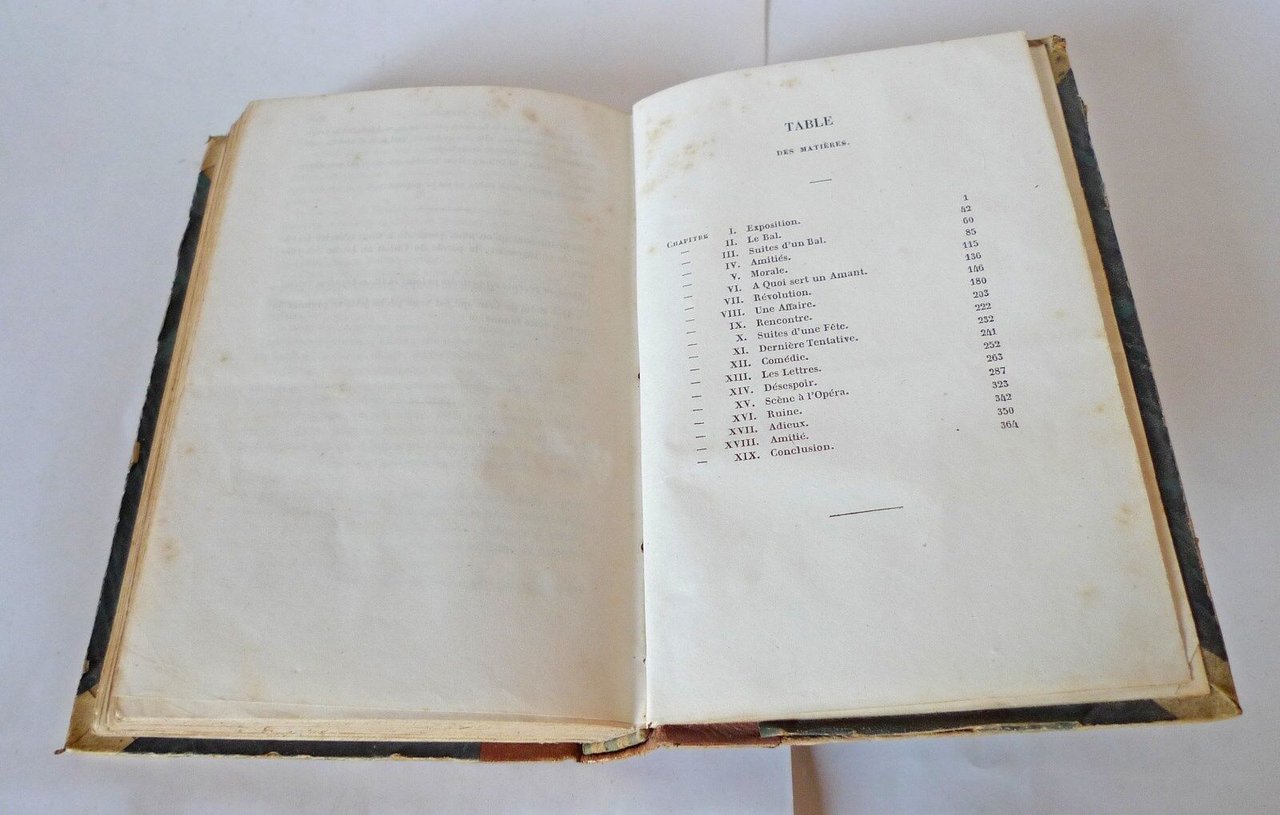 TABLE
DES MATIÈRES.
CHAPITRE I. Exposition. 1
— II. Le Bal. 42
— III. Suites d'un Bal. 60
— IV. Amitiés. 85
— V. Morale. 115
— VI. A Quoi sert un Amant. 136
— VII. Révolution. 146
— VIII. Une Affaire. 180
— IX. Rencontre. 203
— X. Suites d'une Fête. 222
— XI. Dernière Tentative. 232
— XII. Comédie. 241
— XIII. Les Lettres. 252
— XIV. Désespoir. 263
— XV. Scène à l'Opéra. 287
— XVI. Ruine. 323
— XVII. Adieux. 342
— XVIII. Amitié. 350
— XIX. Conclusion. 364